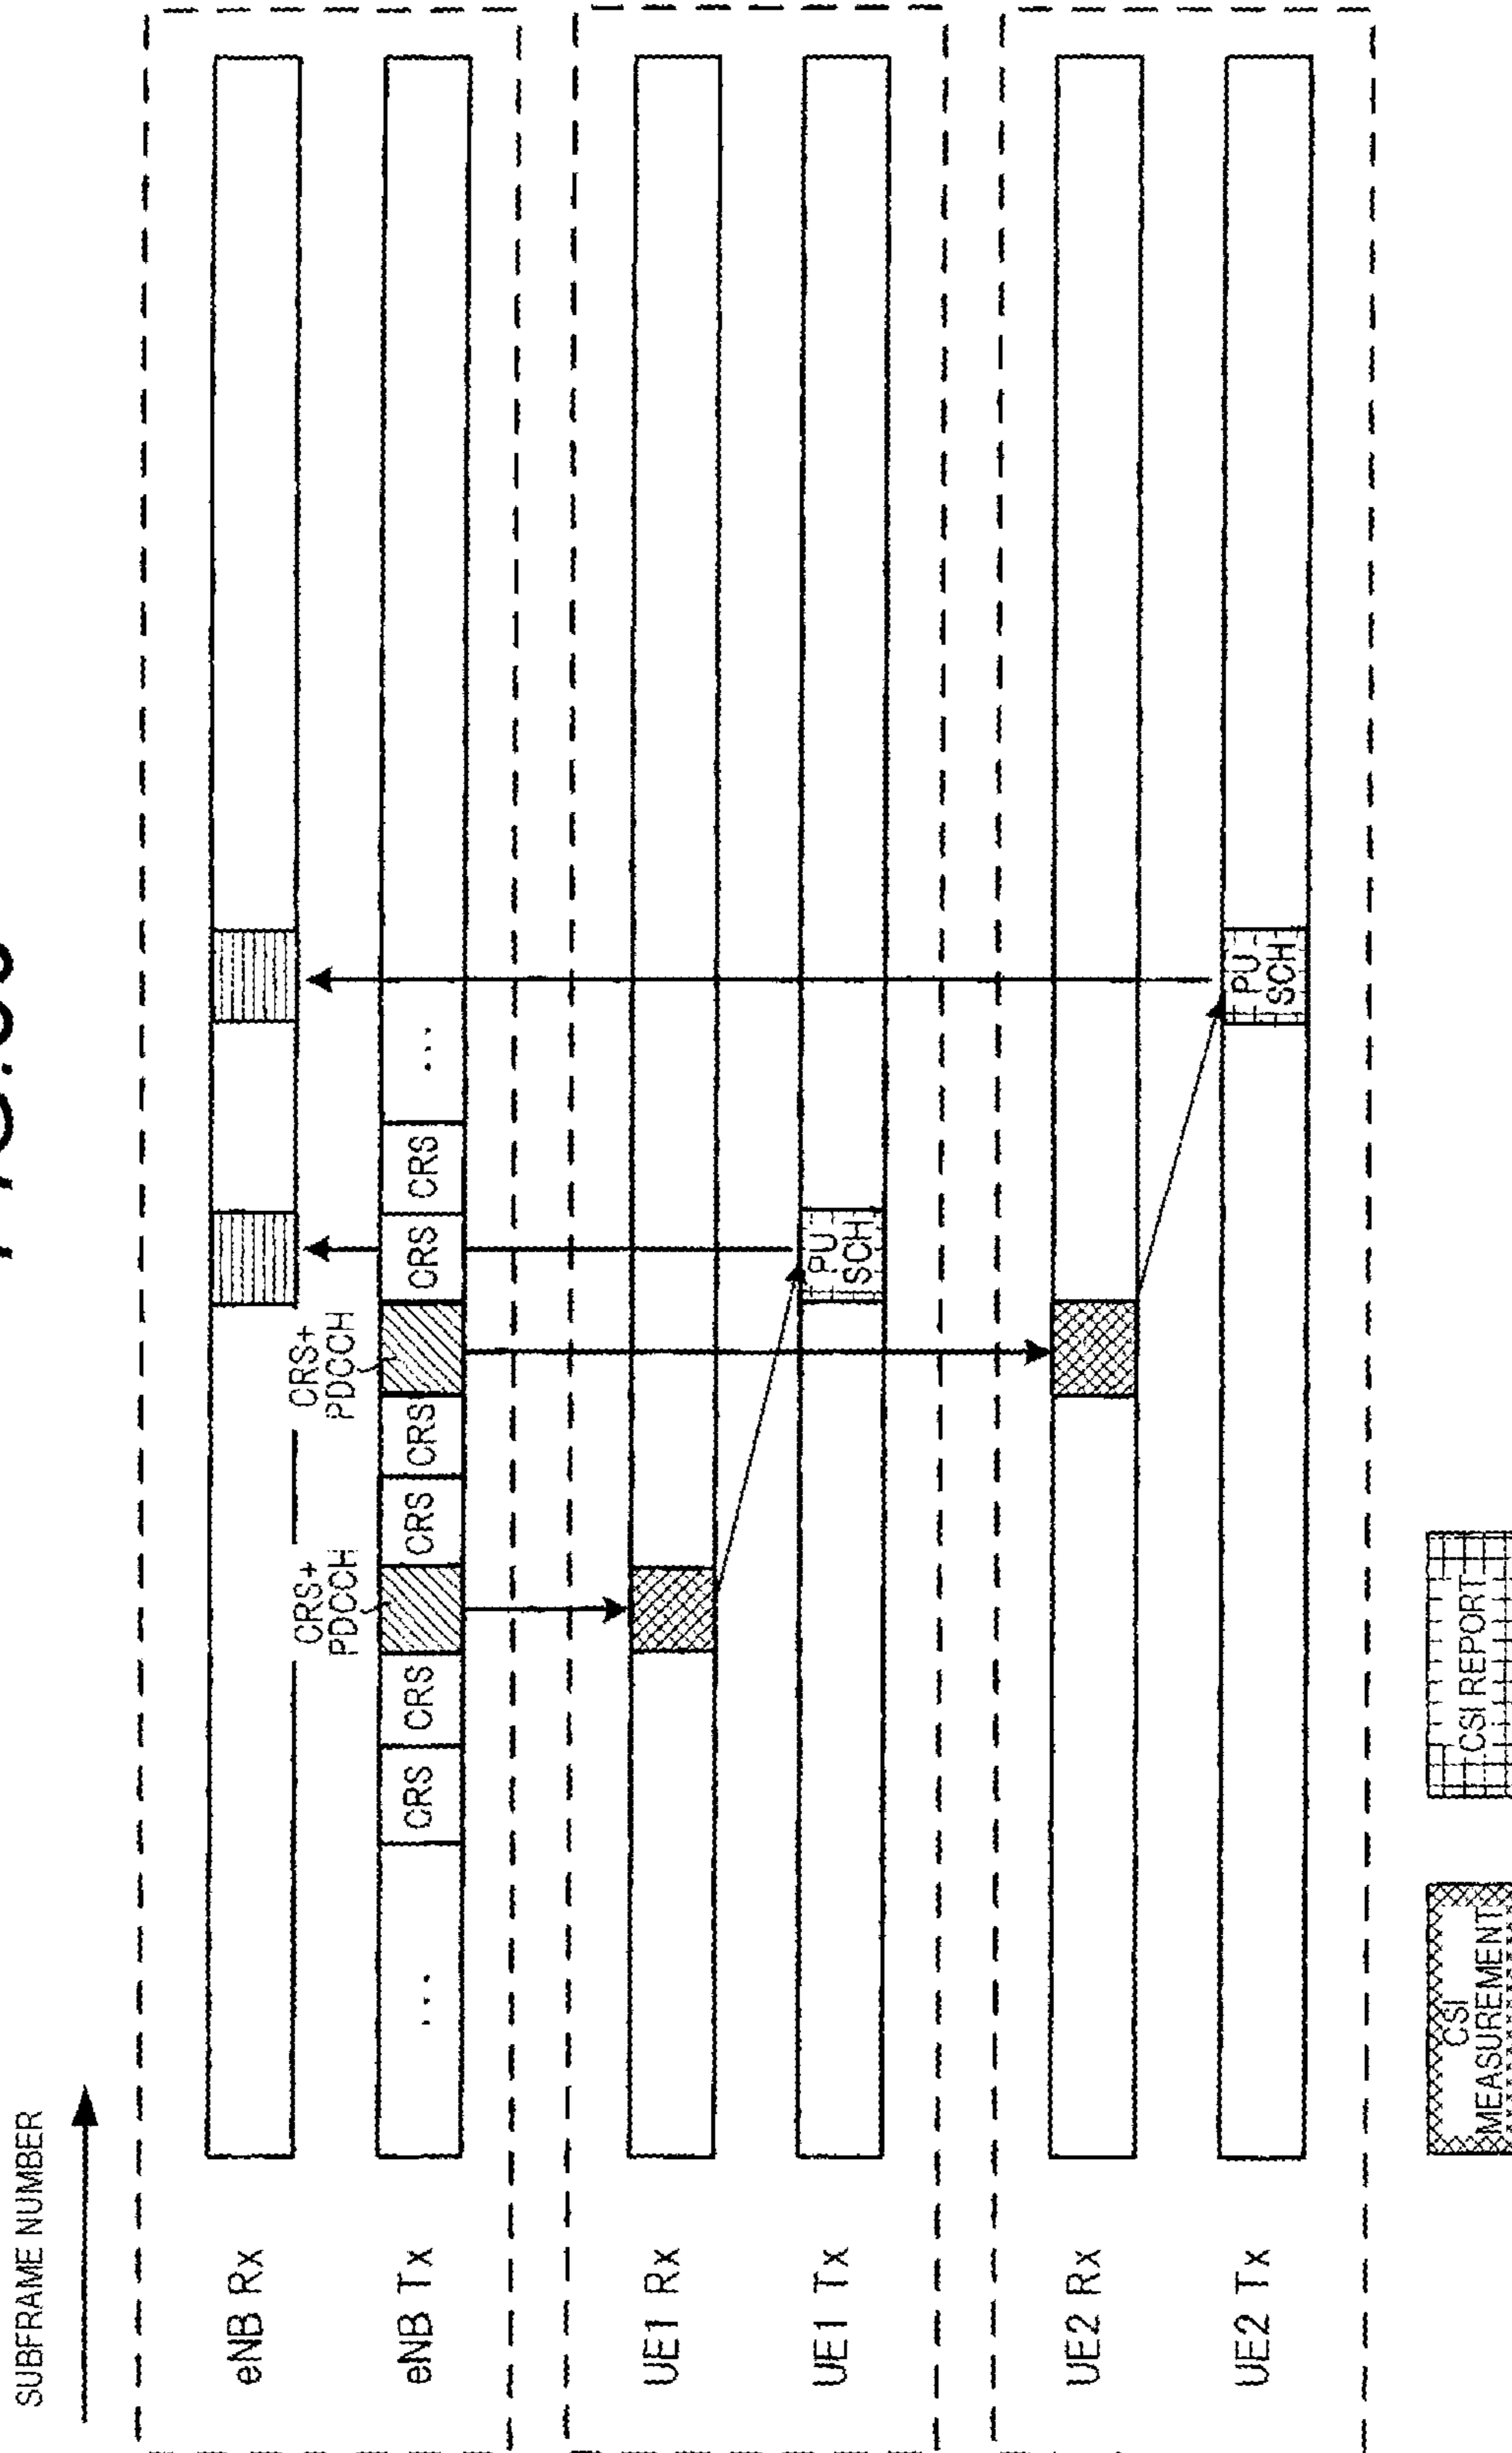 SUBFRAME NUMBER
eNB Rx
CRS+
PDCCH
CRS+
PDCCH
eNB Tx
...
CRS
CRS
CRS
CRS
CRS
CRS
...
UE1 Rx
UE1 Tx
PU
SCH
UE2 Rx
UE2 Tx
PU
SCH
CSI
MEASUREMENT
CSI REPORT